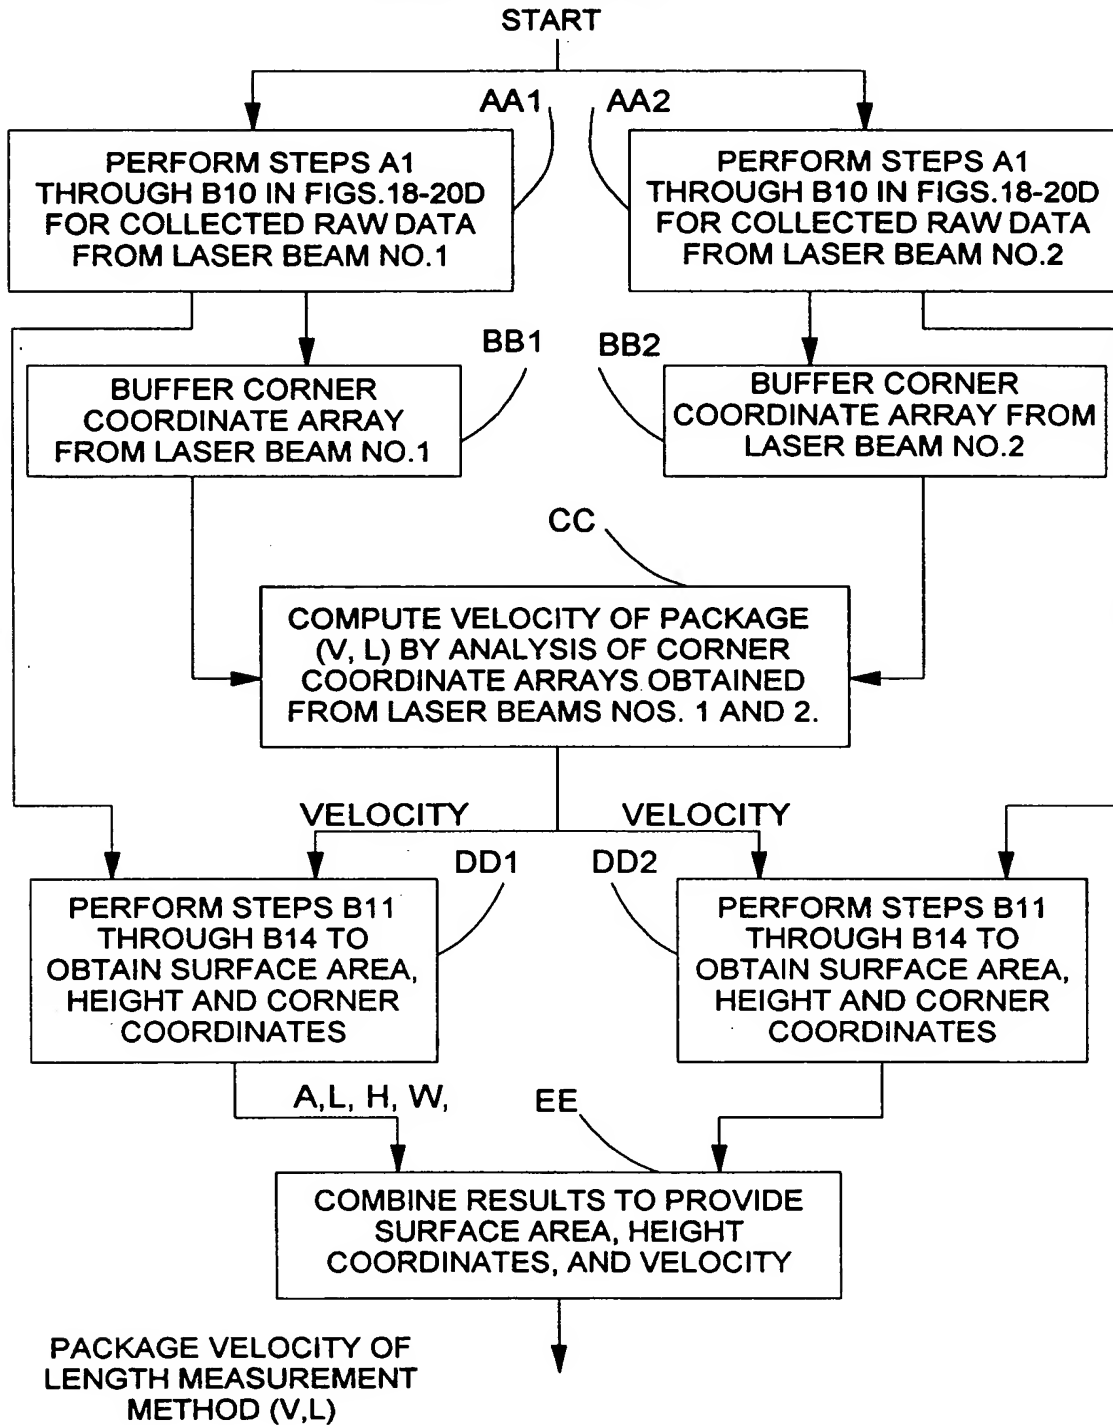 START
AA1
AA2
PERFORM STEPS A1
THROUGH B10 IN FIGS.18-20D
FOR COLLECTED RAW DATA
FROM LASER BEAM NO.1
PERFORM STEPS A1
THROUGH B10 IN FIGS.18-20D
FOR COLLECTED RAW DATA
FROM LASER BEAM NO.2
BB1
BB2
BUFFER CORNER
COORDINATE ARRAY
FROM LASER BEAM NO.1
BUFFER CORNER
COORDINATE ARRAY FROM
LASER BEAM NO.2
CC
COMPUTE VELOCITY OF PACKAGE
(V, L) BY ANALYSIS OF CORNER
COORDINATE ARRAYS OBTAINED
FROM LASER BEAMS NOS. 1 AND 2.
VELOCITY
VELOCITY
DD1
DD2
PERFORM STEPS B11
THROUGH B14 TO
OBTAIN SURFACE AREA,
HEIGHT AND CORNER
COORDINATES
PERFORM STEPS B11
THROUGH B14 TO
OBTAIN SURFACE AREA,
HEIGHT AND CORNER
COORDINATES
A,L, H, W,
EE
COMBINE RESULTS TO PROVIDE
SURFACE AREA, HEIGHT
COORDINATES, AND VELOCITY
PACKAGE VELOCITY OF
LENGTH MEASUREMENT
METHOD (V,L)